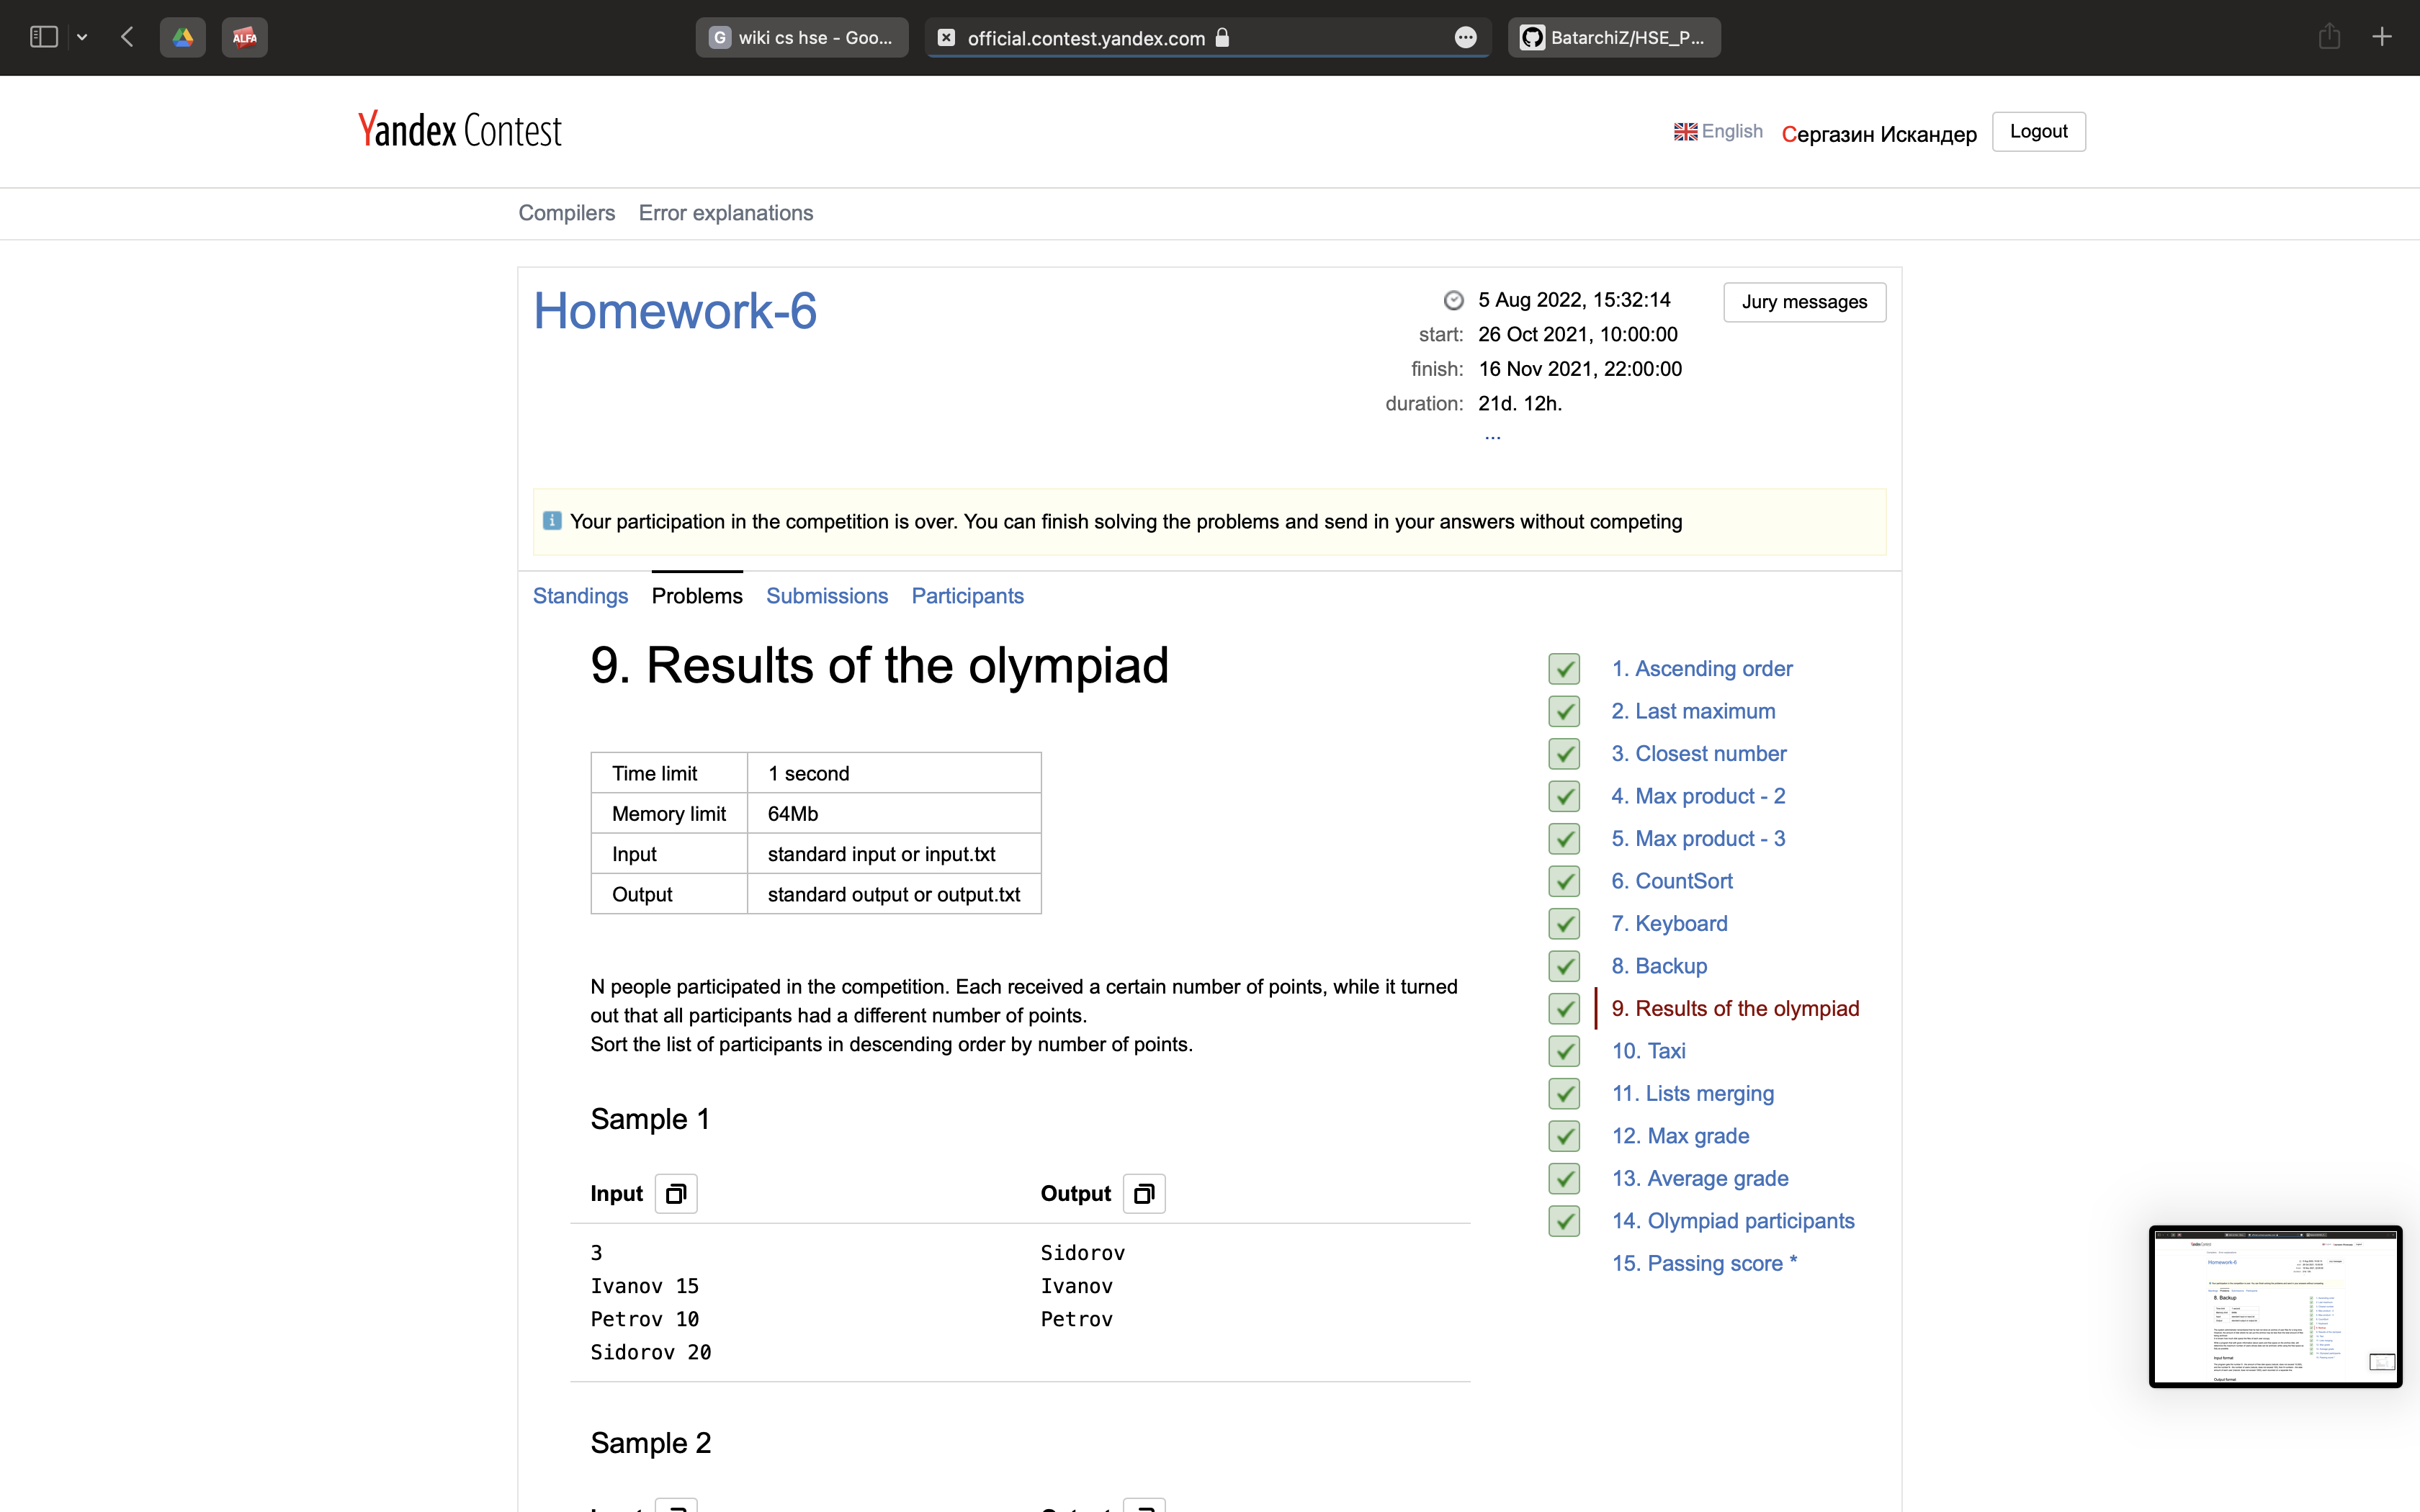 ALFA
G wiki cs hse - Goo...
official.contest.yandex.com
BatarchiZ/HSE_P...
Yandex Contest
English
Сергазин Искандер
Logout
Compilers Error explanations
Homework-6
5 Aug 2022, 15:32:14
Jury messages
start: 26 Oct 2021, 10:00:00
finish: 16 Nov 2021, 22:00:00
duration: 21d. 12h.
...
Your participation in the competition is over. You can finish solving the problems and send in your answers without competing
Standings Problems Submissions Participants
9. Results of the olympiad
Time limit 1 second
Memory limit 64Mb
Input standard input or input.txt
Output standard output or output.txt
N people participated in the competition. Each received a certain number of points, while it turned
out that all participants had a different number of points.
Sort the list of participants in descending order by number of points.
Sample 1
Input Output
3
Ivanov 15
Petrov 10
Sidorov 20
Sidorov
Ivanov
Petrov
Sample 2
1. Ascending order
2. Last maximum
3. Closest number
4. Max product - 2
5. Max product - 3
6. CountSort
7. Keyboard
8. Backup
9. Results of the olympiad
10. Taxi
11. Lists merging
12. Max grade
13. Average grade
14. Olympiad participants
15. Passing score *
Homework-6
8. Backup